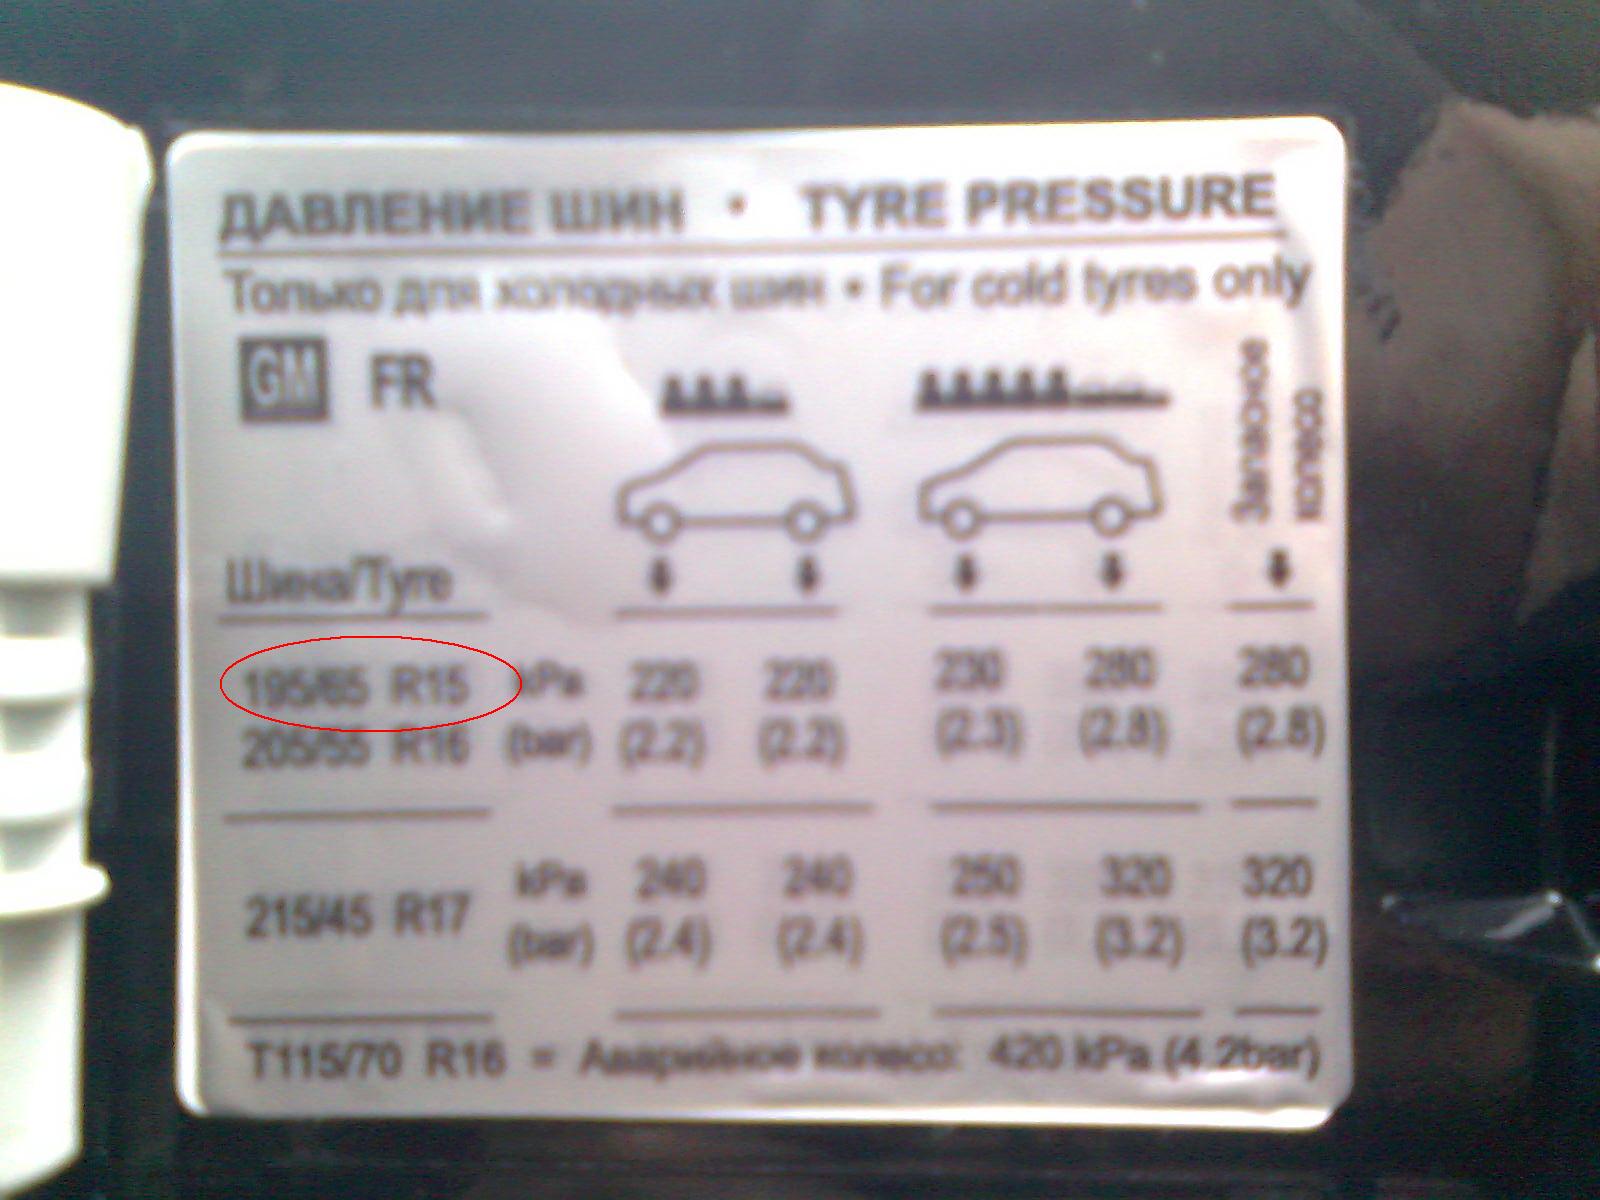 ДАВЛЕНИЕ ШИН • TYRE PRESSURE
Только для холодных шин • For cold tyres only
GM FR
Запасное колесо
Шина/Tyre
195/65 R15 kPa 220 220 230 280 280
205/55 R16 (bar) (2.2) (2.2) (2.3) (2.8) (2.8)
kPa 240 240 250 320 320
215/45 R17
(bar) (2.4) (2.4) (2.5) (3.2) (3.2)
T115/70 R16 = Аварийное колесо: 420 kPa (4.2bar)